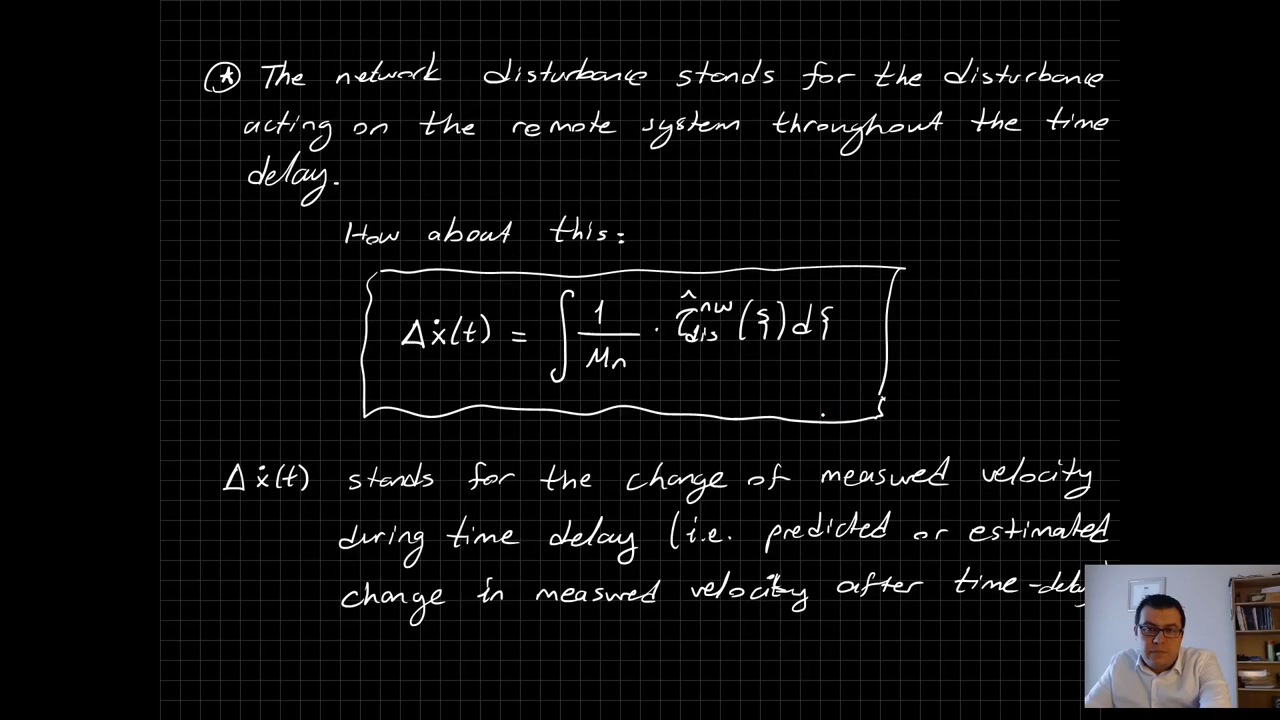 ⊛ The network disturbance stands for the disturbance
acting on the remote system throughout the time
delay.
How about this:
Δẋ(t) = ∫ 1/Mn · τ̂_dis^nw (ξ) dξ
Δẋ(t) stands for the change of measured velocity
during time delay (i.e. predicted or estimated
change in measured velocity after time-delay